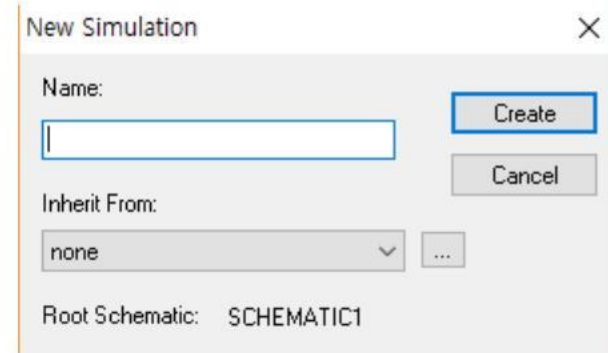 New Simulation
Name:
Create
Cancel
Inherit From:
none
...
Root Schematic: SCHEMATIC1